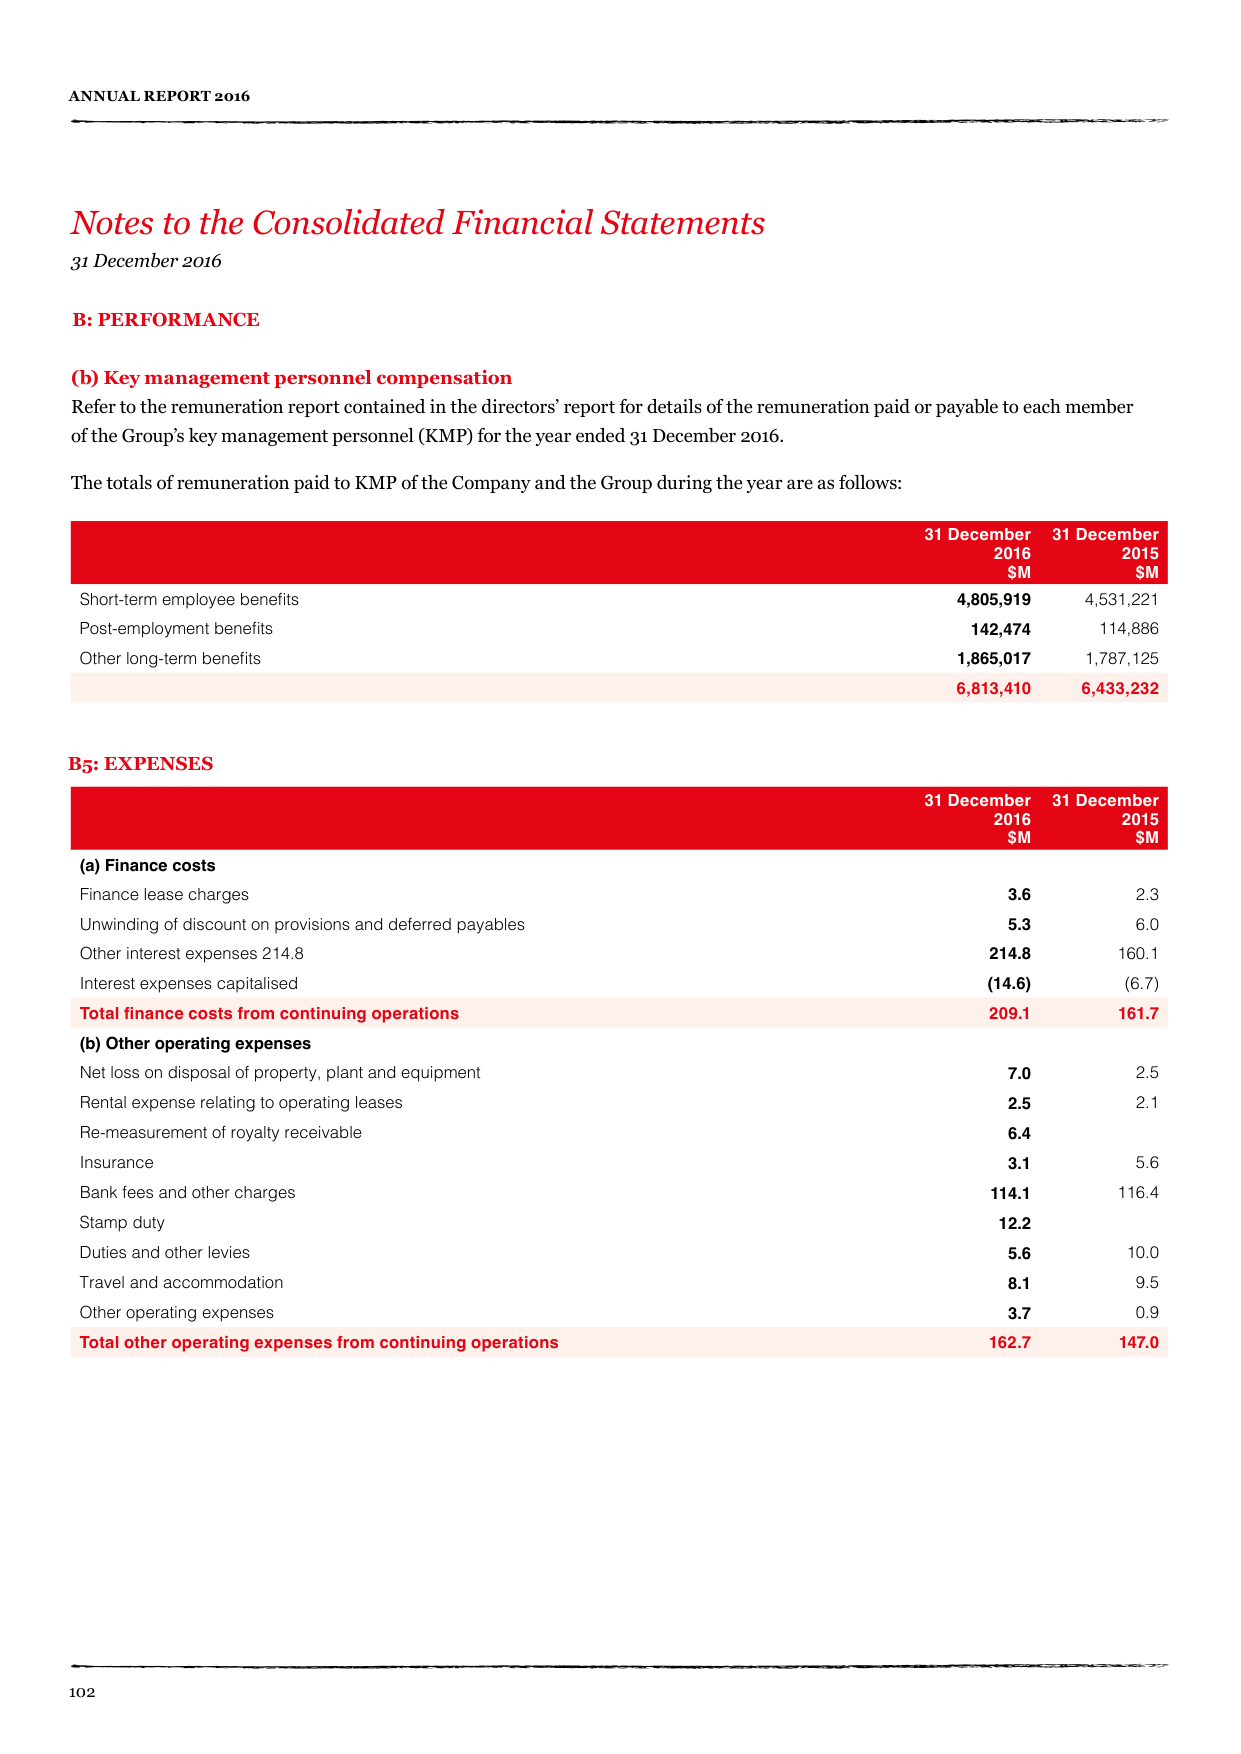 ANNUAL REPORT 2016
Notes to the Consolidated Financial Statements
31 December 2016
B: PERFORMANCE
(b) Key management personnel compensation
Refer to the remuneration report contained in the directors’ report for details of the remuneration paid or payable to each member
of the Group’s key management personnel (KMP) for the year ended 31 December 2016.
The totals of remuneration paid to KMP of the Company and the Group during the year are as follows:
31 December 31 December
2016 2015
$M $M
Short-term employee benefits 4,805,919 4,531,221
Post-employment benefits 142,474 114,886
Other long-term benefits 1,865,017 1,787,125
6,813,410 6,433,232
B5: EXPENSES
31 December 31 December
2016 2015
$M $M
(a) Finance costs
Finance lease charges 3.6 2.3
Unwinding of discount on provisions and deferred payables 5.3 6.0
Other interest expenses 214.8 214.8 160.1
Interest expenses capitalised (14.6) (6.7)
Total finance costs from continuing operations 209.1 161.7
(b) Other operating expenses
Net loss on disposal of property, plant and equipment 7.0 2.5
Rental expense relating to operating leases 2.5 2.1
Re-measurement of royalty receivable 6.4
Insurance 3.1 5.6
Bank fees and other charges 114.1 116.4
Stamp duty 12.2
Duties and other levies 5.6 10.0
Travel and accommodation 8.1 9.5
Other operating expenses 3.7 0.9
Total other operating expenses from continuing operations 162.7 147.0
102